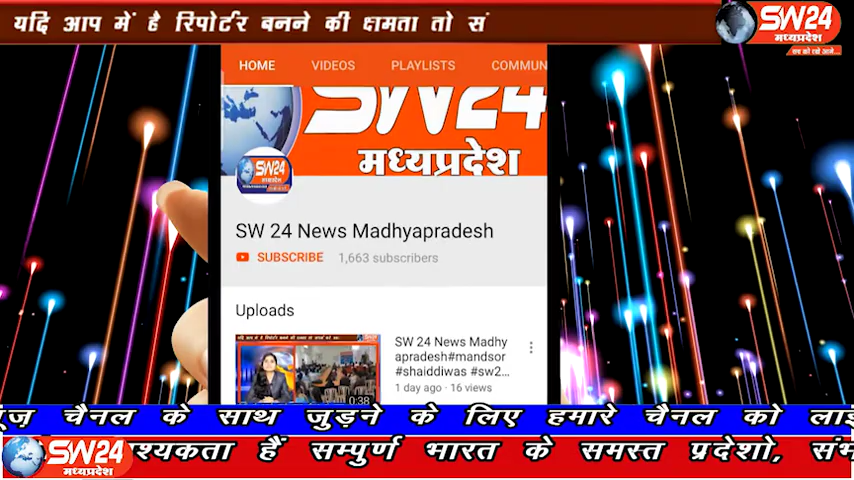 यदि आप में है रिपोर्टर बनने की क्षमता तो सं
SW24
मध्यप्रदेश
HOME VIDEOS PLAYLISTS COMMUN
SW24
मध्यप्रदेश
SW24
SW 24 News Madhyapradesh
SUBSCRIBE 1,663 subscribers
Uploads
SW 24 News Madhy
apradesh#mandsor
#shaiddiwas #sw2...
1 day ago · 16 views
0:38
चैनल के साथ जुड़ने के लिए हमारे चैनल को लाइ
SW24
मध्यप्रदेश
श्यकता हैं सम्पुर्ण भारत के समस्त प्रदेशो, संभ